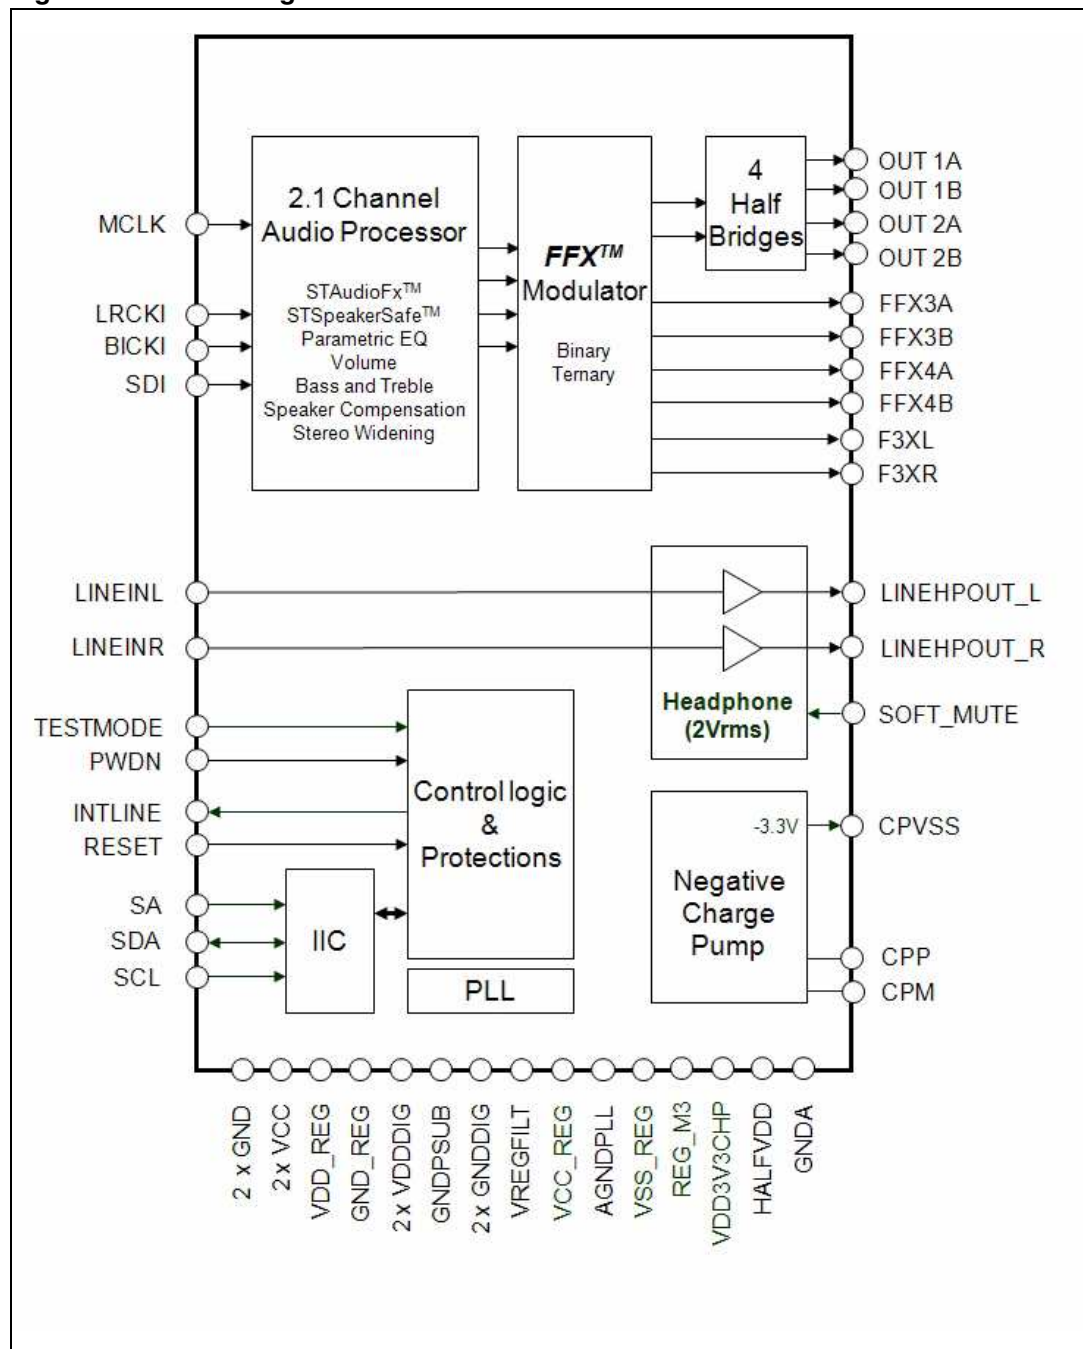 MCLK
LRCKI
BICKI
SDI
2.1 Channel
Audio Processor
STAudioFx™
STSpeakerSafe™
Parametric EQ
Volume
Bass and Treble
Speaker Compensation
Stereo Widening
FFX™
Modulator
Binary
Ternary
4
Half
Bridges
OUT 1A
OUT 1B
OUT 2A
OUT 2B
FFX3A
FFX3B
FFX4A
FFX4B
F3XL
F3XR
LINEINL
LINEINR
LINEHPOUT_L
LINEHPOUT_R
Headphone
(2Vrms)
SOFT_MUTE
TESTMODE
PWDN
INTLINE
RESET
SA
SDA
SCL
Control logic
&
Protections
IIC
PLL
-3.3V
Negative
Charge
Pump
CPVSS
CPP
CPM
2 x GND
2 x VCC
VDD_REG
GND_REG
2 x VDDDIG
GNDPSUB
2 x GNDDIG
VREGFILT
VCC_REG
AGNDPLL
VSS_REG
REG_M3
VDD3V3CHP
HALFVDD
GNDA